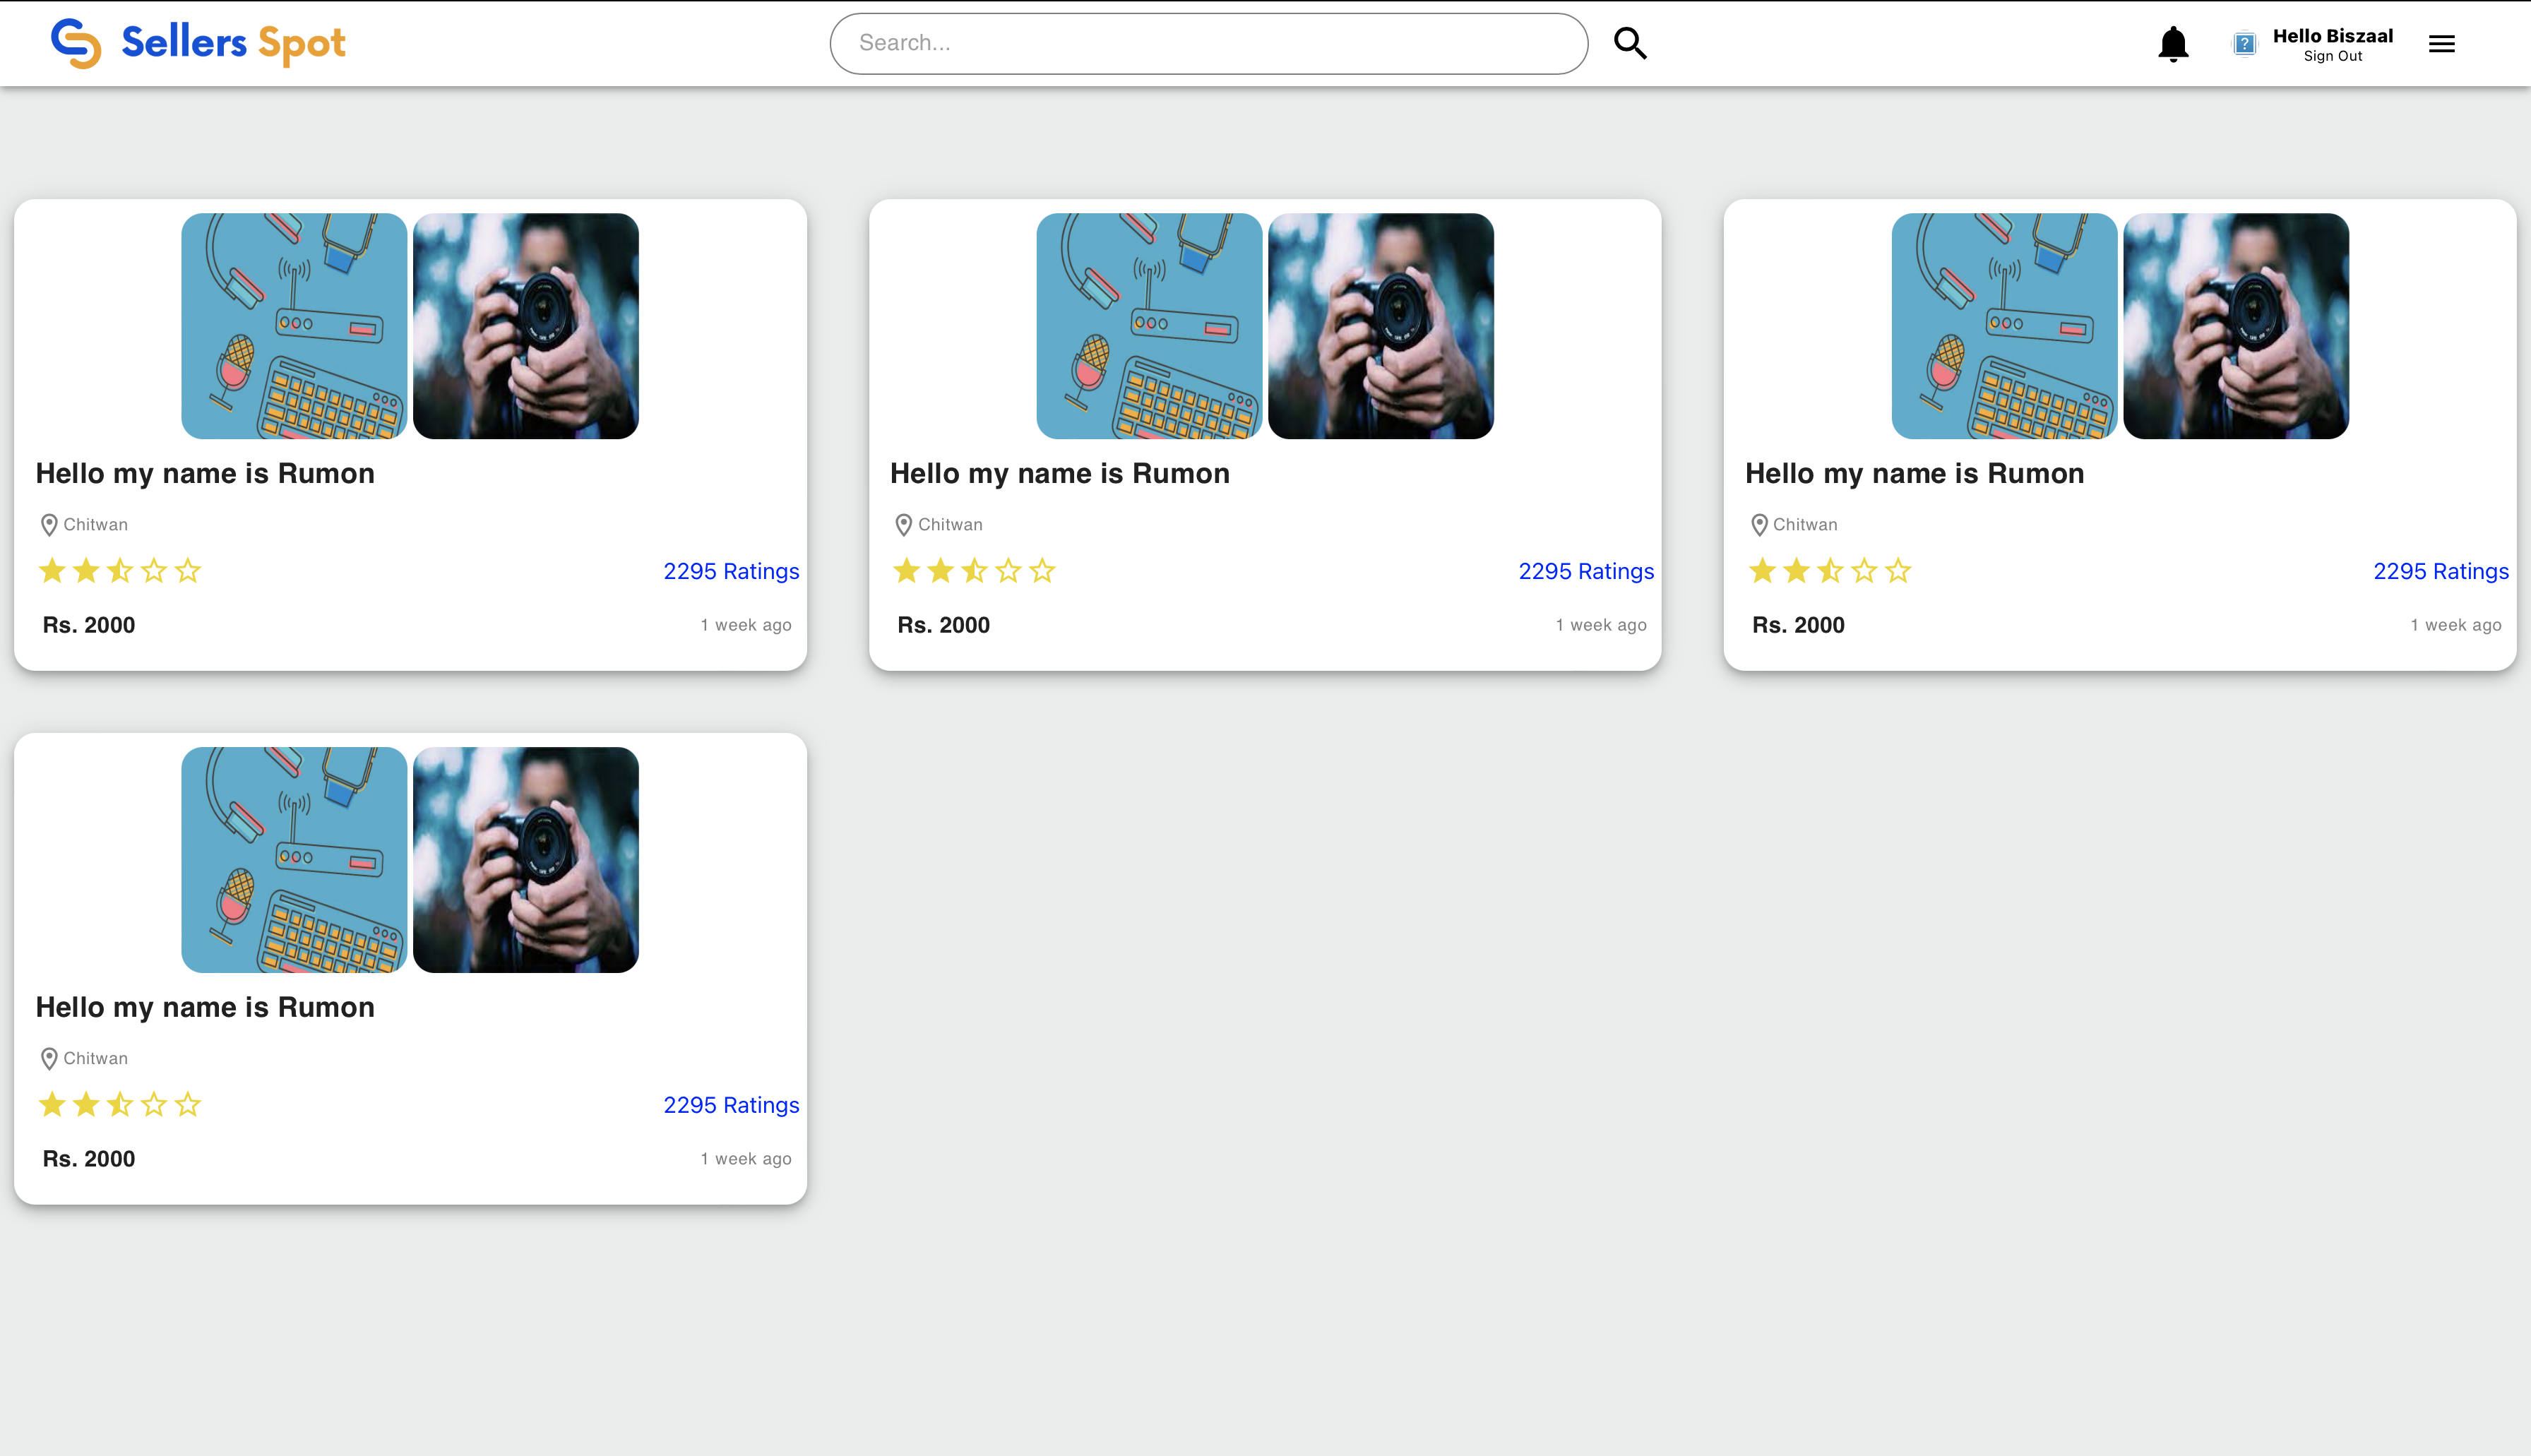 Sellers Spot
Search...
Hello Biszaal
Sign Out
Hello my name is Rumon
Chitwan
2295 Ratings
Rs. 2000
1 week ago
Hello my name is Rumon
Chitwan
2295 Ratings
Rs. 2000
1 week ago
Hello my name is Rumon
Chitwan
2295 Ratings
Rs. 2000
1 week ago
Hello my name is Rumon
Chitwan
2295 Ratings
Rs. 2000
1 week ago